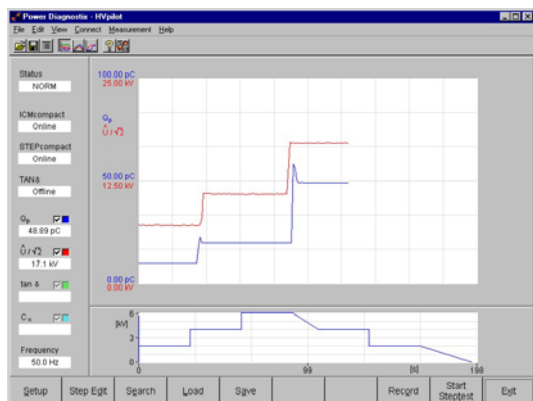 Power Diagnostix - HVpilot
File Edit View Connect Measurement Help
Status
NORM
ICMcompact
Online
STEPcompact
Online
TANδ
Offline
Qp
48.89 pC
Û/√2
17.1 kV
tan δ
Cx
Frequency
50.0 Hz
100.00 pC
25.00 kV
Qp
Û/√2
50.00 pC
12.50 kV
0.00 pC
0.00 kV
6
[kV]
3
0
0 99 [s] 198
Setup Step Edit Search Load Save Record Start Steptest Exit